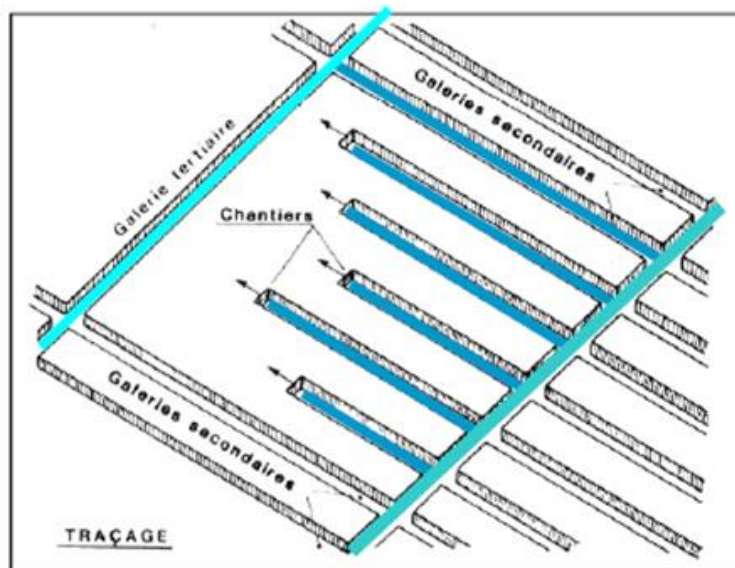 Galeries secondaires
Galerie tertiaire
Chantiers
Galeries secondaires
TRAÇAGE